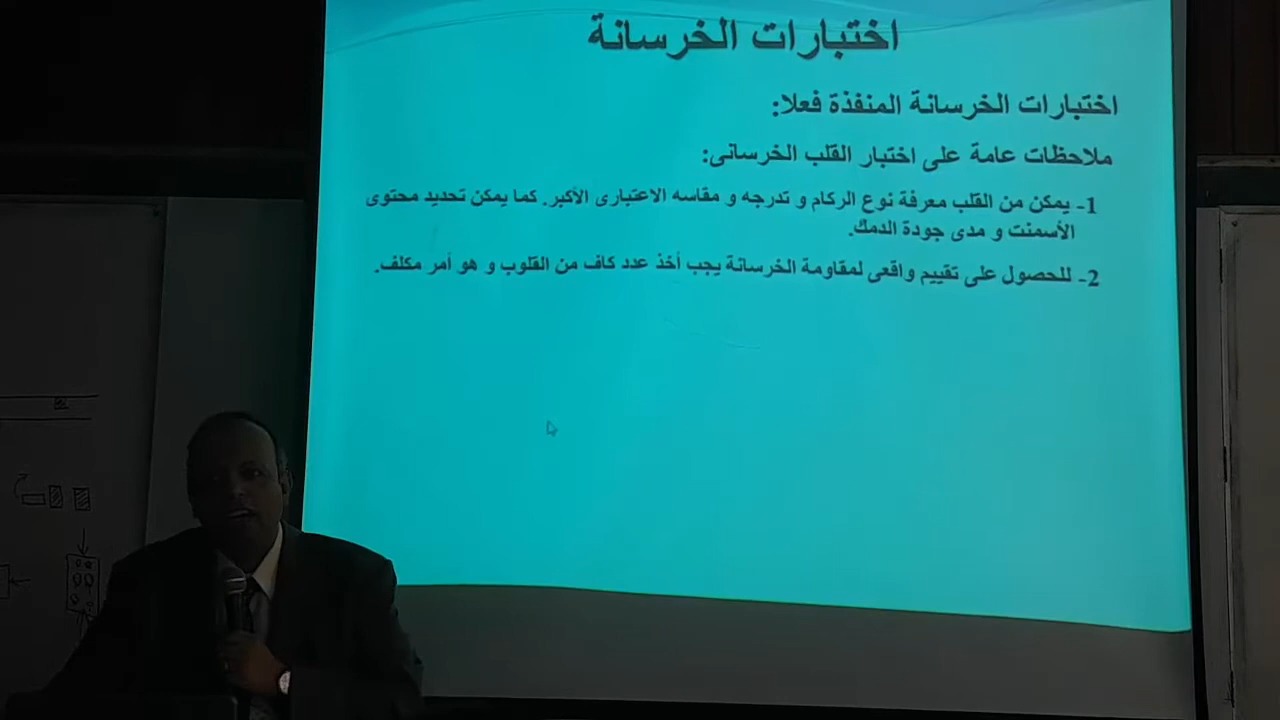 اختبارات الخرسانة
اختبارات الخرسانة المنفذة فعلا:
ملاحظات عامة على اختبار القلب الخرسانى:
1- يمكن من القلب معرفة نوع الركام و تدرجه و مقاسه الاعتبارى الأكبر. كما يمكن تحديد محتوى
الأسمنت و مدى جودة الدمك.
2- للحصول على تقييم واقعى لمقاومة الخرسانة يجب أخذ عدد كاف من القلوب و هو أمر مكلف.